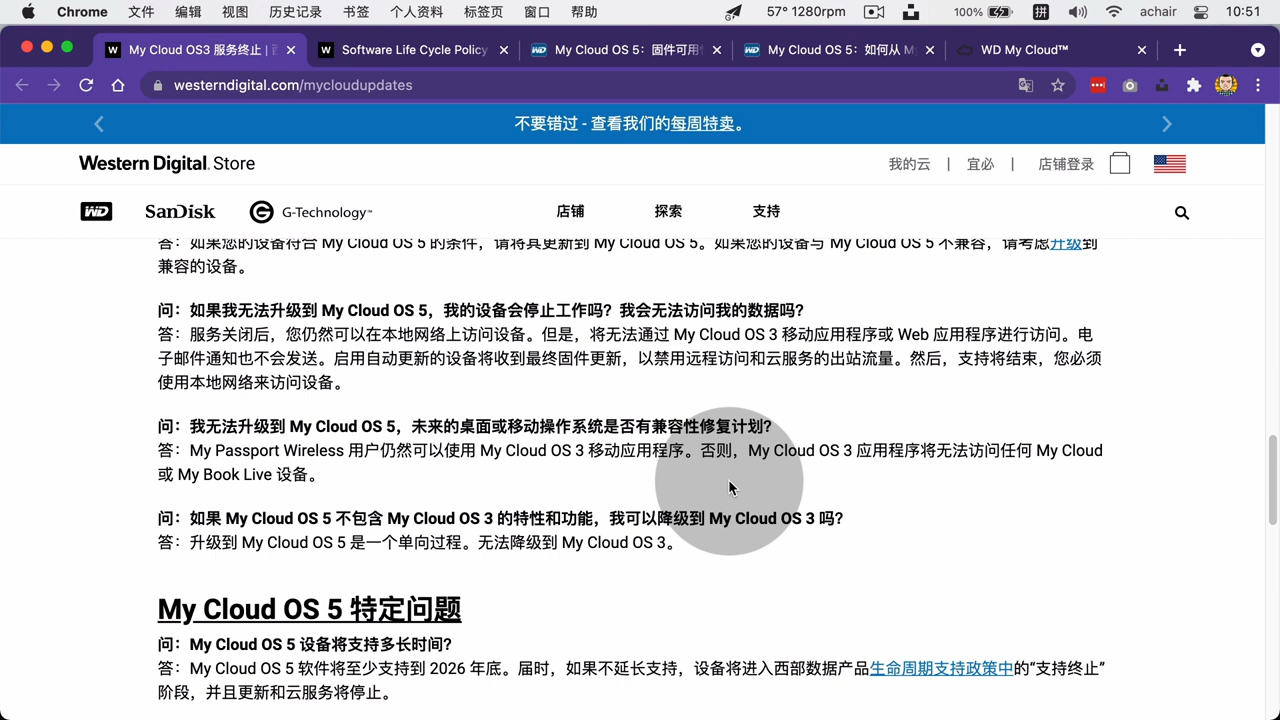 Chrome 文件 编辑 视图 历史记录 书签 个人资料 标签页 窗口 帮助 57° 1280rpm 100% 拼 achair 10:51
W My Cloud OS3 服务终止 | W Software Life Cycle Policy WD My Cloud OS 5：固件可用 WD My Cloud OS 5：如何从 M WD My Cloud™
westerndigital.com/mycloudupdates
不要错过 - 查看我们的每周特卖。
Western Digital. Store 我的云 | 宜必 | 店铺登录
WD SanDisk G-Technology™ 店铺 探索 支持
答：如果您的设备符合 My Cloud OS 5 的条件，请将其更新到 My Cloud OS 5。如果您的设备与 My Cloud OS 5 不兼容，请考虑升级到
兼容的设备。
问：如果我无法升级到 My Cloud OS 5，我的设备会停止工作吗？我会无法访问我的数据吗？
答：服务关闭后，您仍然可以在本地网络上访问设备。但是，将无法通过 My Cloud OS 3 移动应用程序或 Web 应用程序进行访问。电
子邮件通知也不会发送。启用自动更新的设备将收到最终固件更新，以禁用远程访问和云服务的出站流量。然后，支持将结束，您必须
使用本地网络来访问设备。
问：我无法升级到 My Cloud OS 5，未来的桌面或移动操作系统是否有兼容性修复计划？
答：My Passport Wireless 用户仍然可以使用 My Cloud OS 3 移动应用程序。否则，My Cloud OS 3 应用程序将无法访问任何 My Cloud
或 My Book Live 设备。
问：如果 My Cloud OS 5 不包含 My Cloud OS 3 的特性和功能，我可以降级到 My Cloud OS 3 吗？
答：升级到 My Cloud OS 5 是一个单向过程。无法降级到 My Cloud OS 3。
My Cloud OS 5 特定问题
问：My Cloud OS 5 设备将支持多长时间？
答：My Cloud OS 5 软件将至少支持到 2026 年底。届时，如果不延长支持，设备将进入西部数据产品生命周期支持政策中的“支持终止”
阶段，并且更新和云服务将停止。